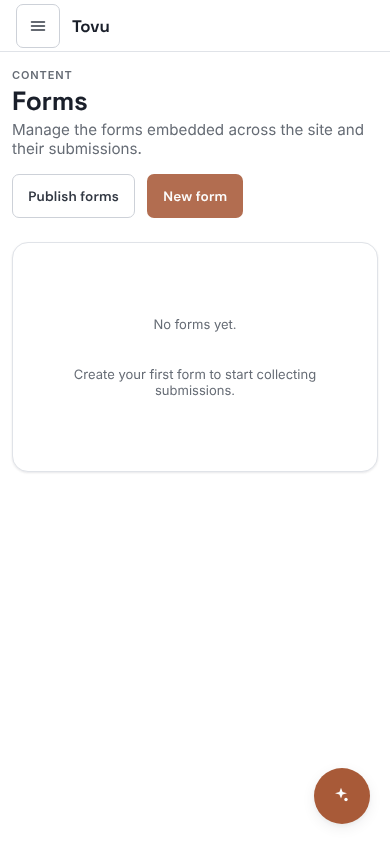 Tovu
CONTENT
Forms
Manage the forms embedded across the site and
their submissions.
Publish forms
New form
No forms yet.
Create your first form to start collecting
submissions.